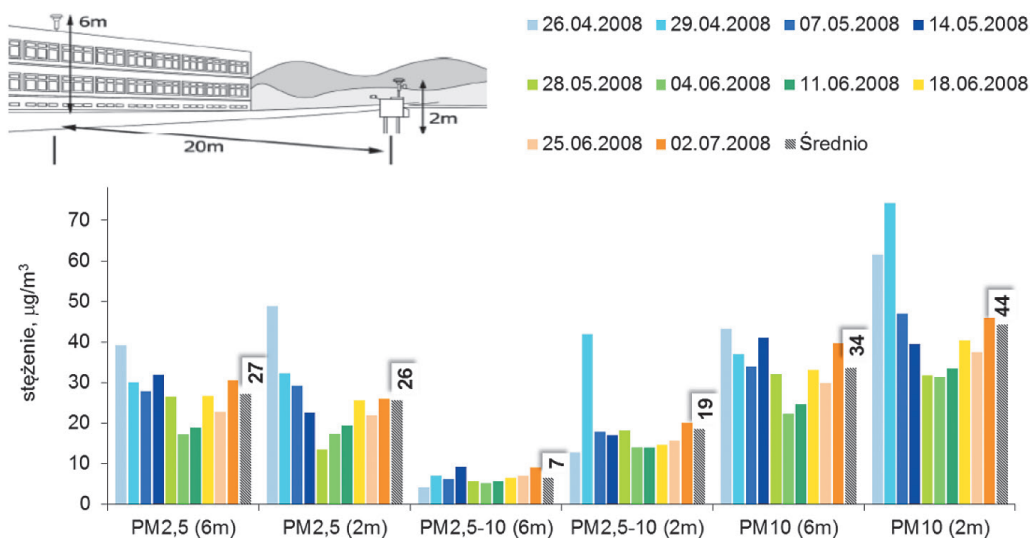 6m
2m
20m
26.04.2008 29.04.2008 07.05.2008 14.05.2008
28.05.2008 04.06.2008 11.06.2008 18.06.2008
25.06.2008 02.07.2008 Średnio
stężenie, µg/m³
70
60
50
40
30
20
10
0
27
26
7
19
34
44
PM2,5 (6m) PM2,5 (2m) PM2,5-10 (6m) PM2,5-10 (2m) PM10 (6m) PM10 (2m)